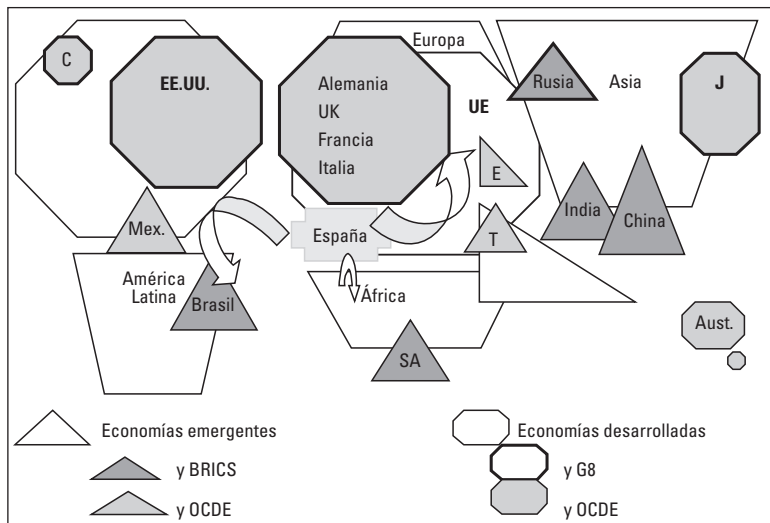 Europa
C
EE.UU.
Alemania
UK
Francia
Italia
UE
Rusia
Asia
J
E
Mex.
España
T
India
China
América
Latina
Brasil
África
SA
Aust.
Economías emergentes
y BRICS
y OCDE
Economías desarrolladas
y G8
y OCDE